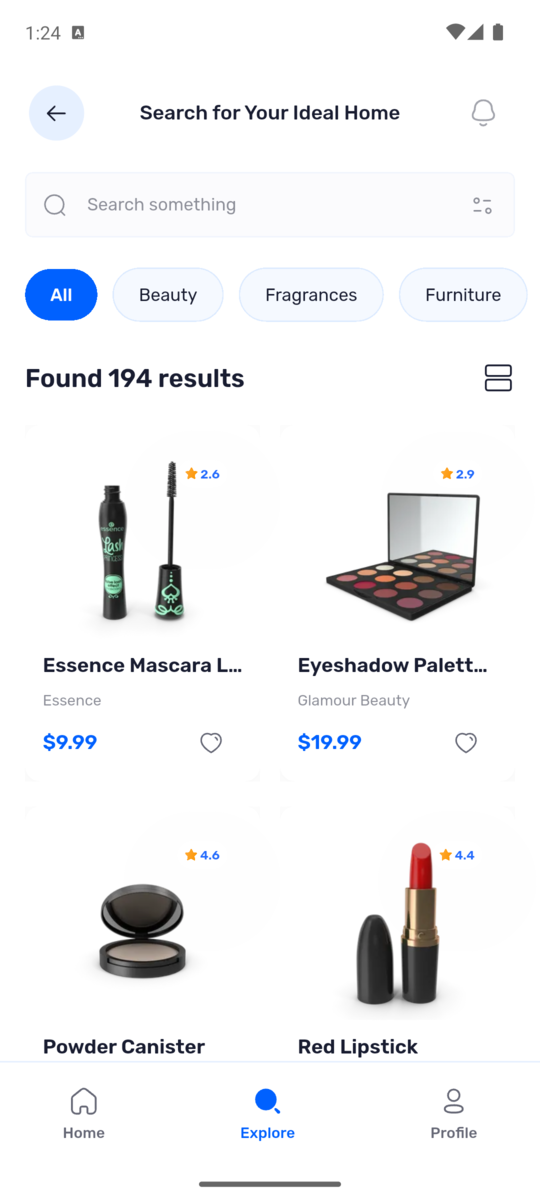 1:24
A
Search for Your Ideal Home
Search something
All
Beauty
Fragrances
Furniture
Found 194 results
2.6
2.9
essence
Lash
Essence Mascara L...
Eyeshadow Palett...
Essence
Glamour Beauty
$9.99
$19.99
4.6
4.4
Powder Canister
Red Lipstick
Home
Explore
Profile